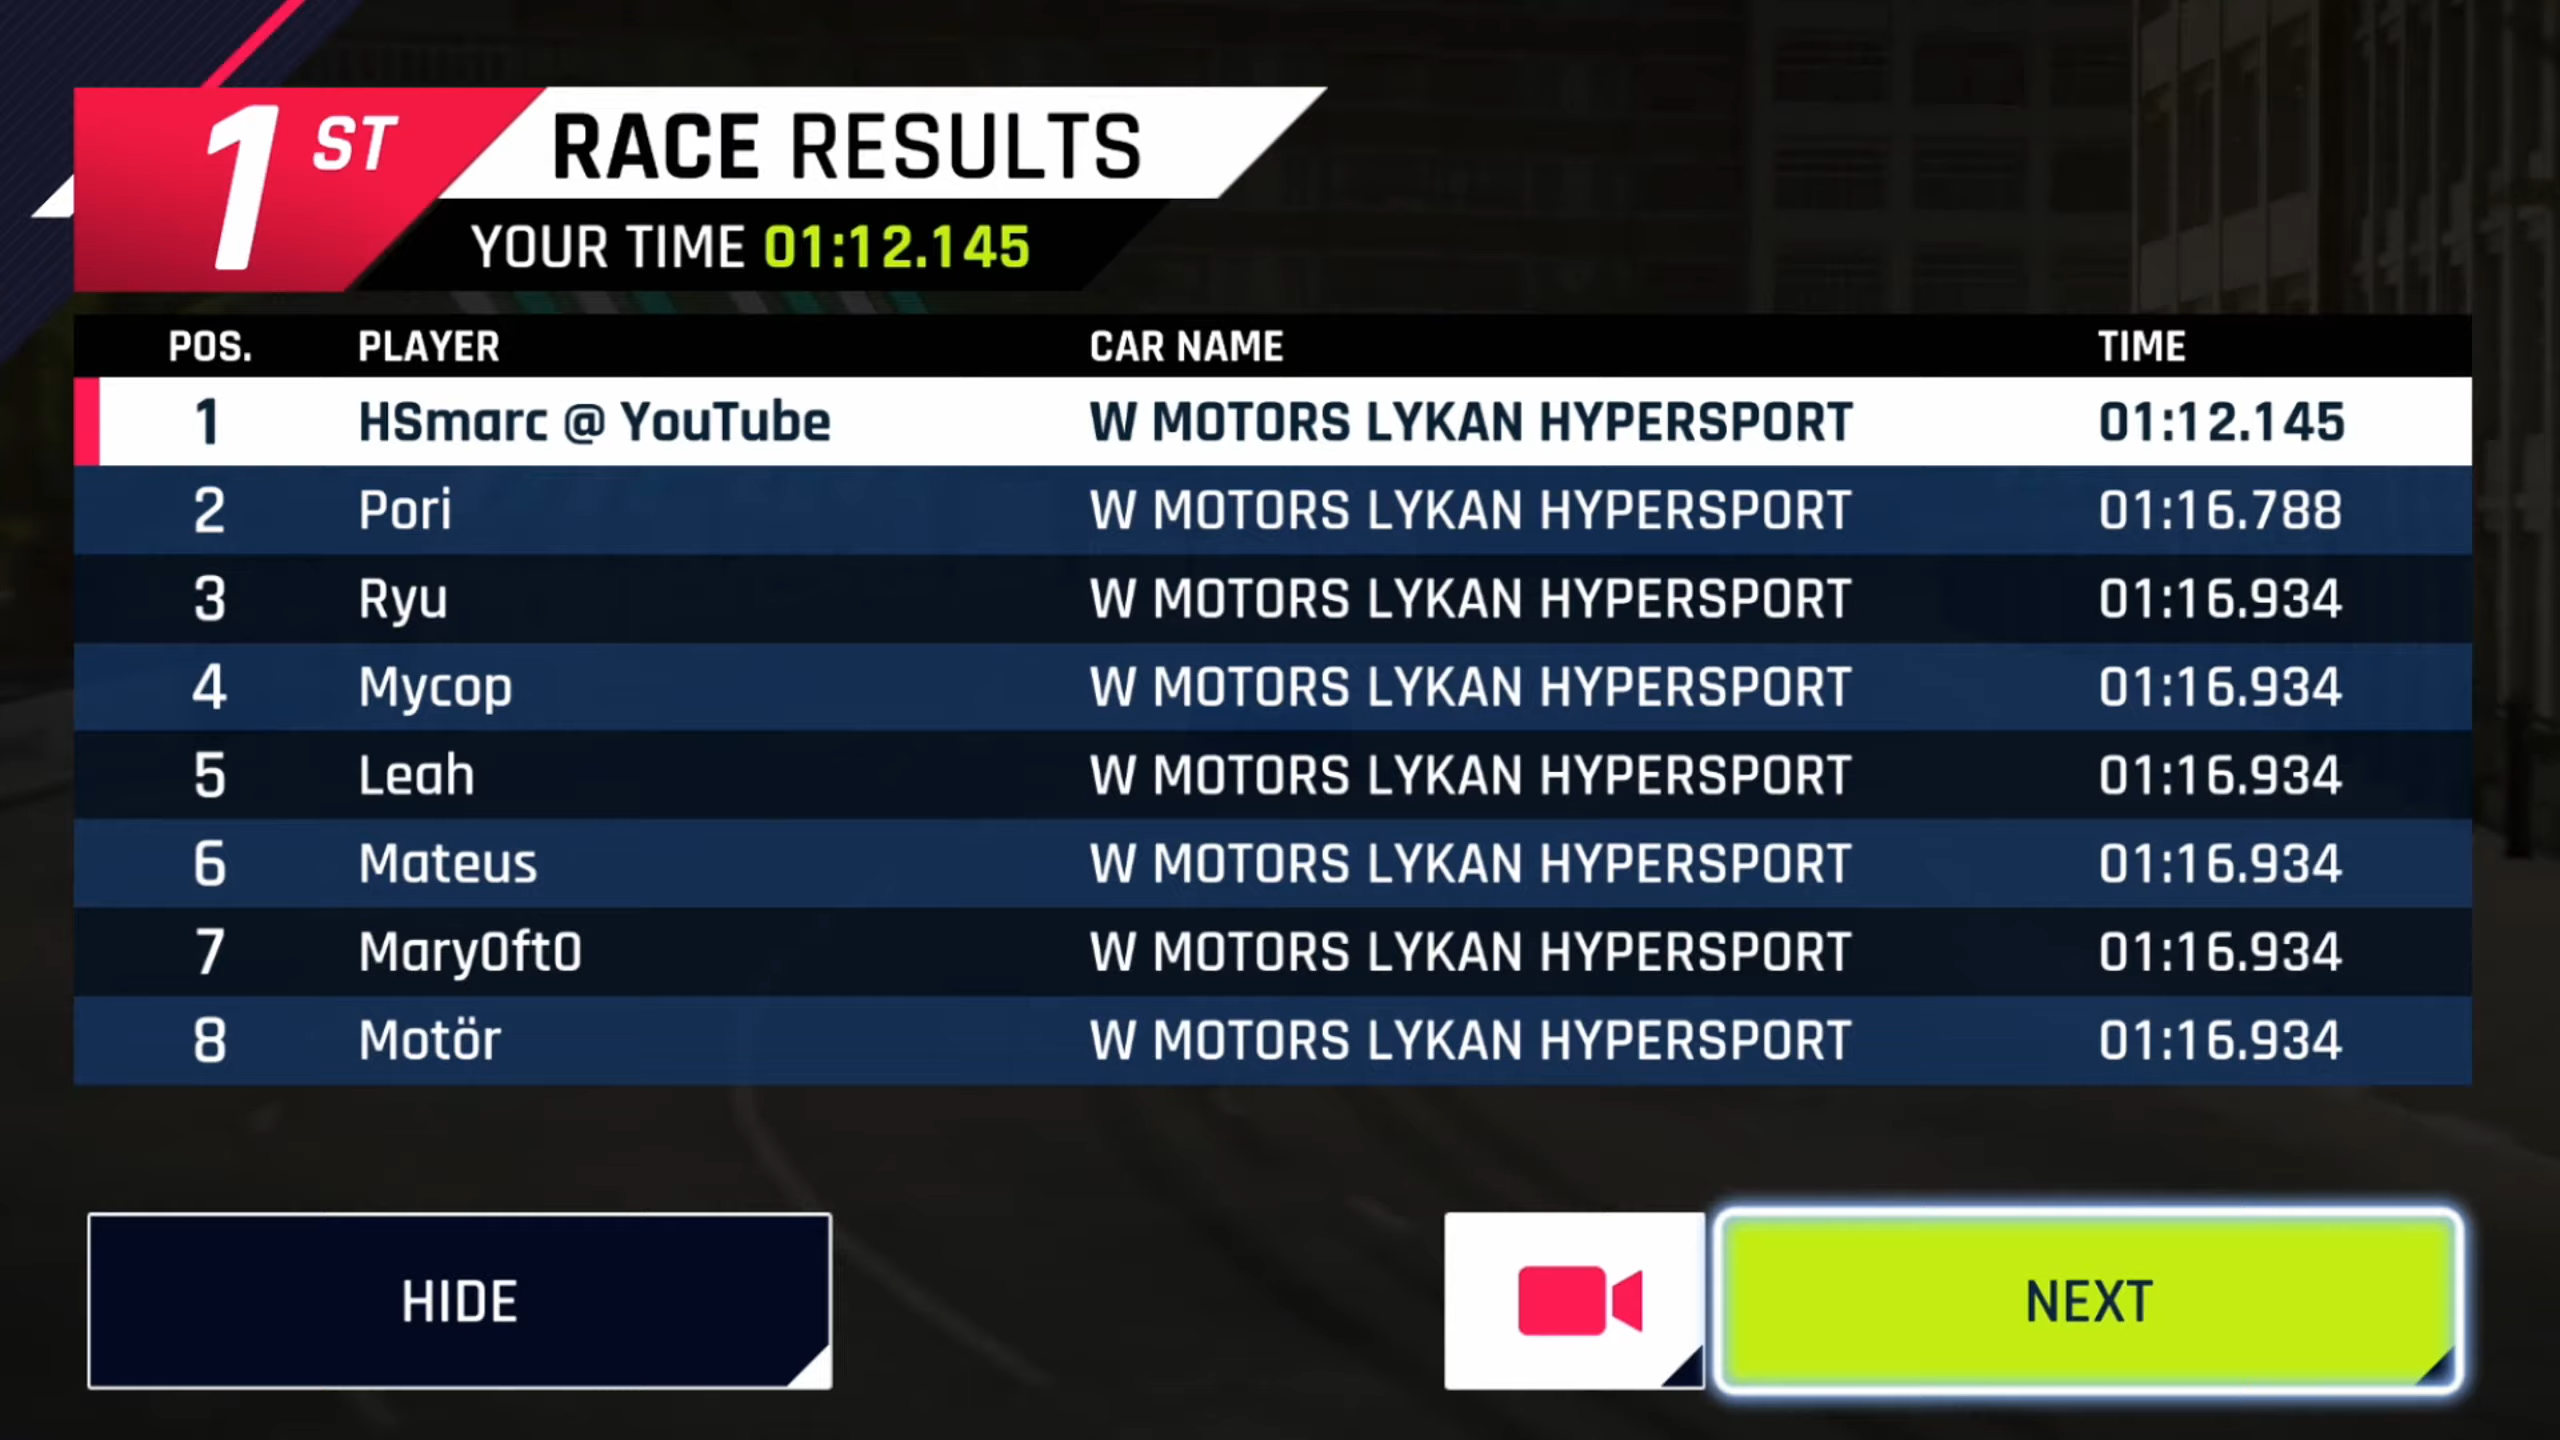 1ST
RACE RESULTS
YOUR TIME 01:12.145
POS. PLAYER CAR NAME TIME
1 HSmarc @ YouTube W MOTORS LYKAN HYPERSPORT 01:12.145
2 Pori W MOTORS LYKAN HYPERSPORT 01:16.788
3 Ryu W MOTORS LYKAN HYPERSPORT 01:16.934
4 Mycop W MOTORS LYKAN HYPERSPORT 01:16.934
5 Leah W MOTORS LYKAN HYPERSPORT 01:16.934
6 Mateus W MOTORS LYKAN HYPERSPORT 01:16.934
7 Mary0ft0 W MOTORS LYKAN HYPERSPORT 01:16.934
8 Motör W MOTORS LYKAN HYPERSPORT 01:16.934
HIDE
NEXT